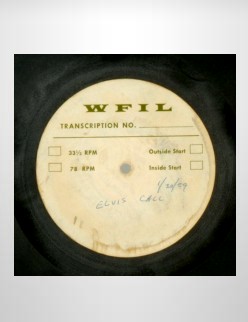 WFIL
TRANSCRIPTION NO.
33⅓ RPM Outside Start
78 RPM Inside Start
ELVIS CALL